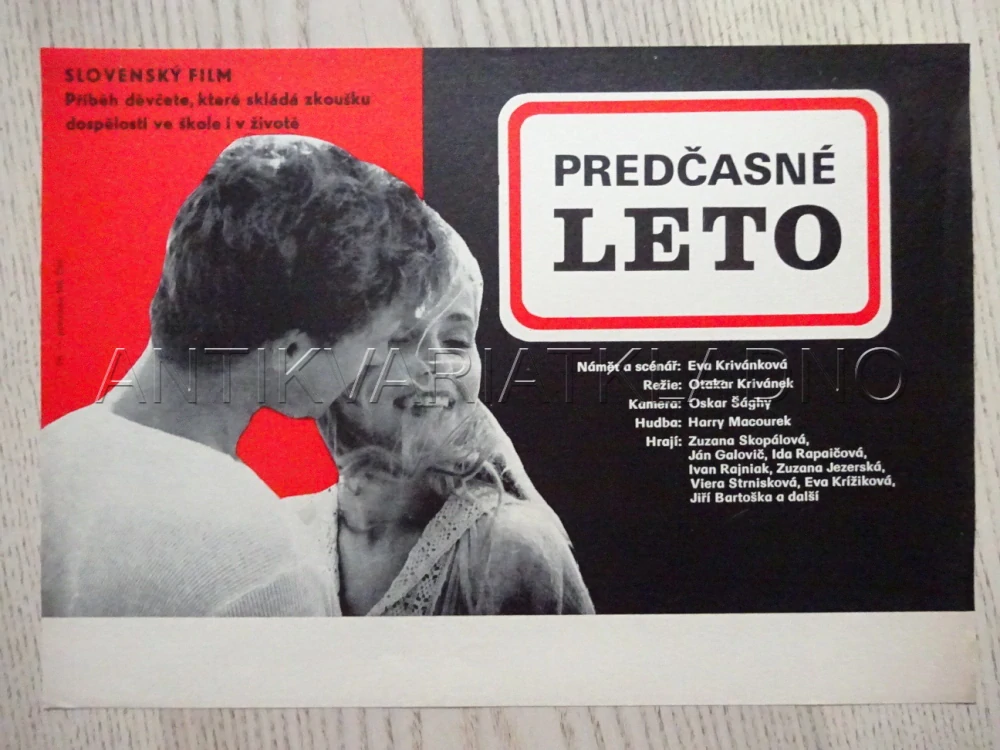 SLOVENSKÝ FILM
Příběh děvčete, které skládá zkoušku
dospělosti ve škole i v životě
PREDČASNÉ
LETO
ANTIKVARIATKLADNO
Námět a scénář: Eva Krivánková
Režie: Otakar Krivánek
Kamera: Oskar Šághy
Hudba: Harry Macourek
Hrají: Zuzana Skopálová,
Ján Galovič, Ida Rapaičová,
Ivan Rajniak, Zuzana Jezerská,
Viera Strnisková, Eva Krížiková,
Jiří Bartoška a další